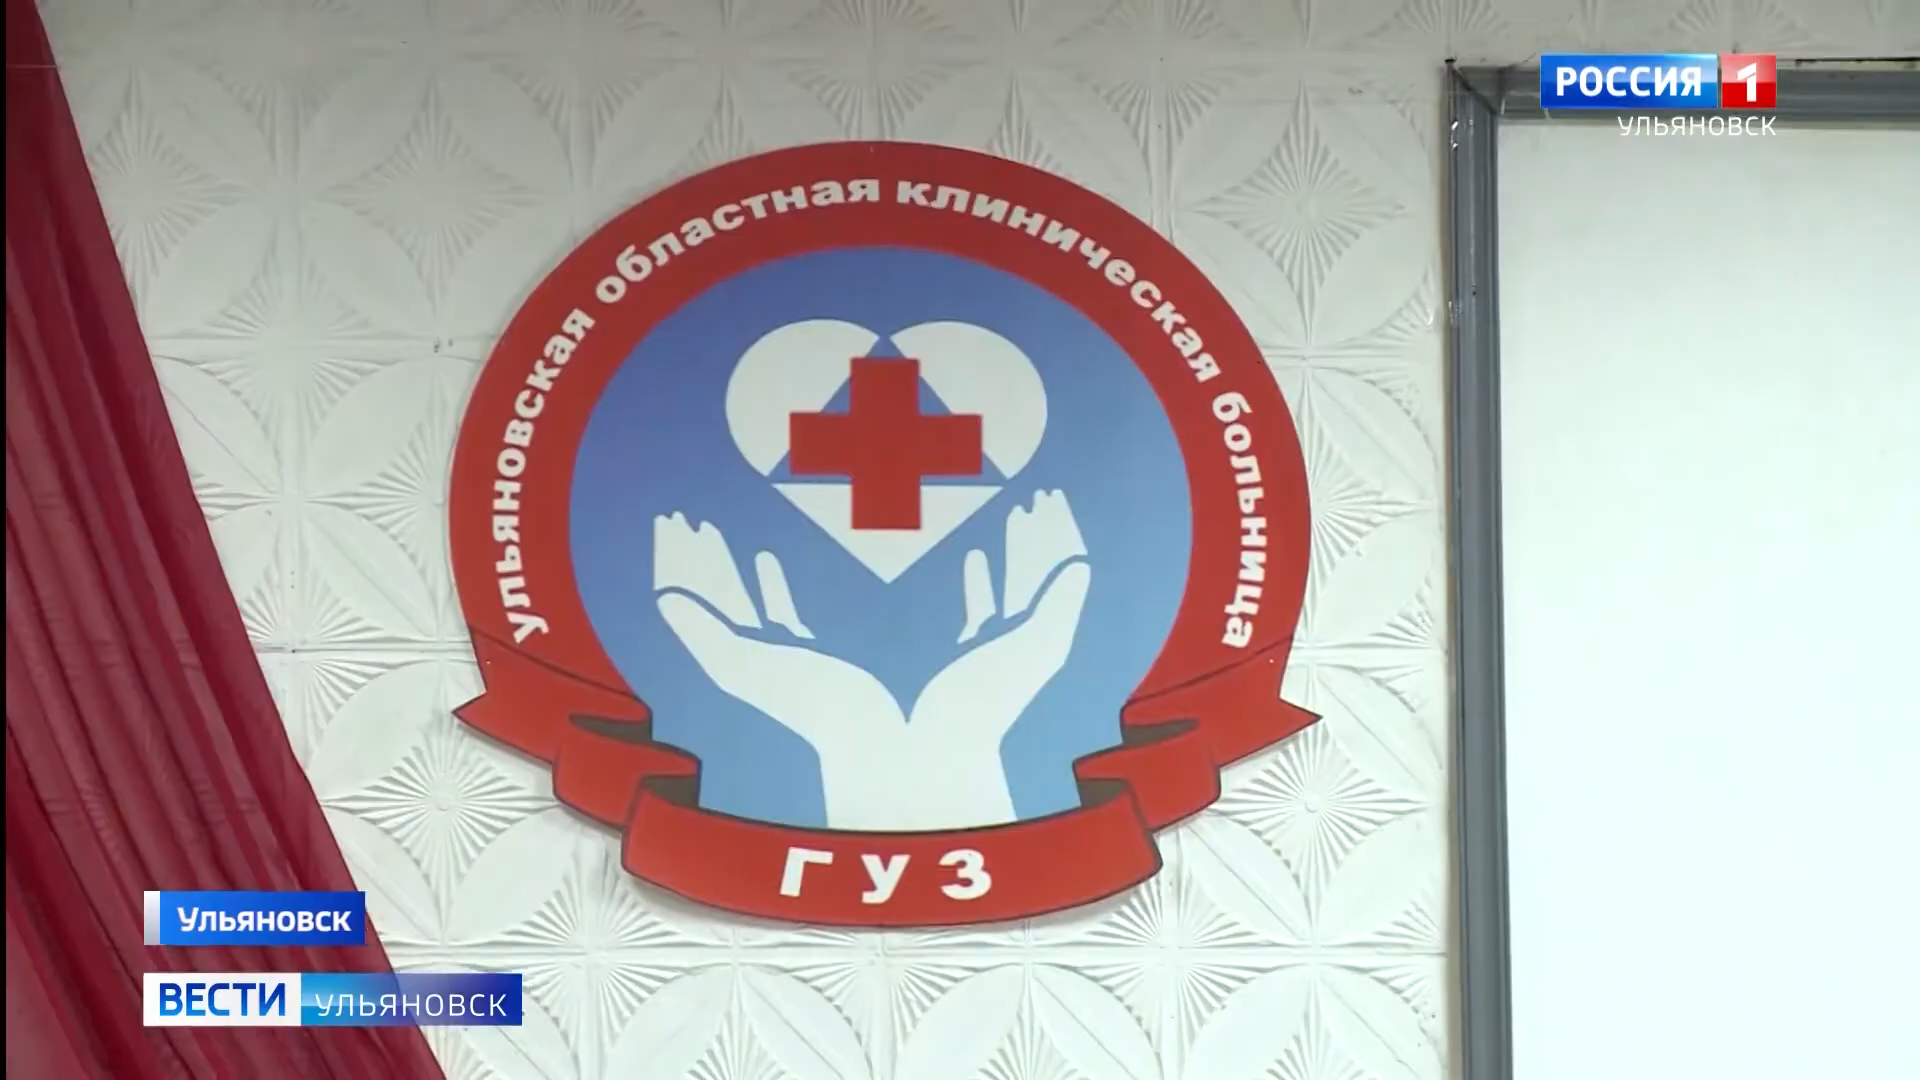 РОССИЯ 1
УЛЬЯНОВСК
ульяновская областная клиническая больница
ГУЗ
Ульяновск
ВЕСТИ УЛЬЯНОВСК